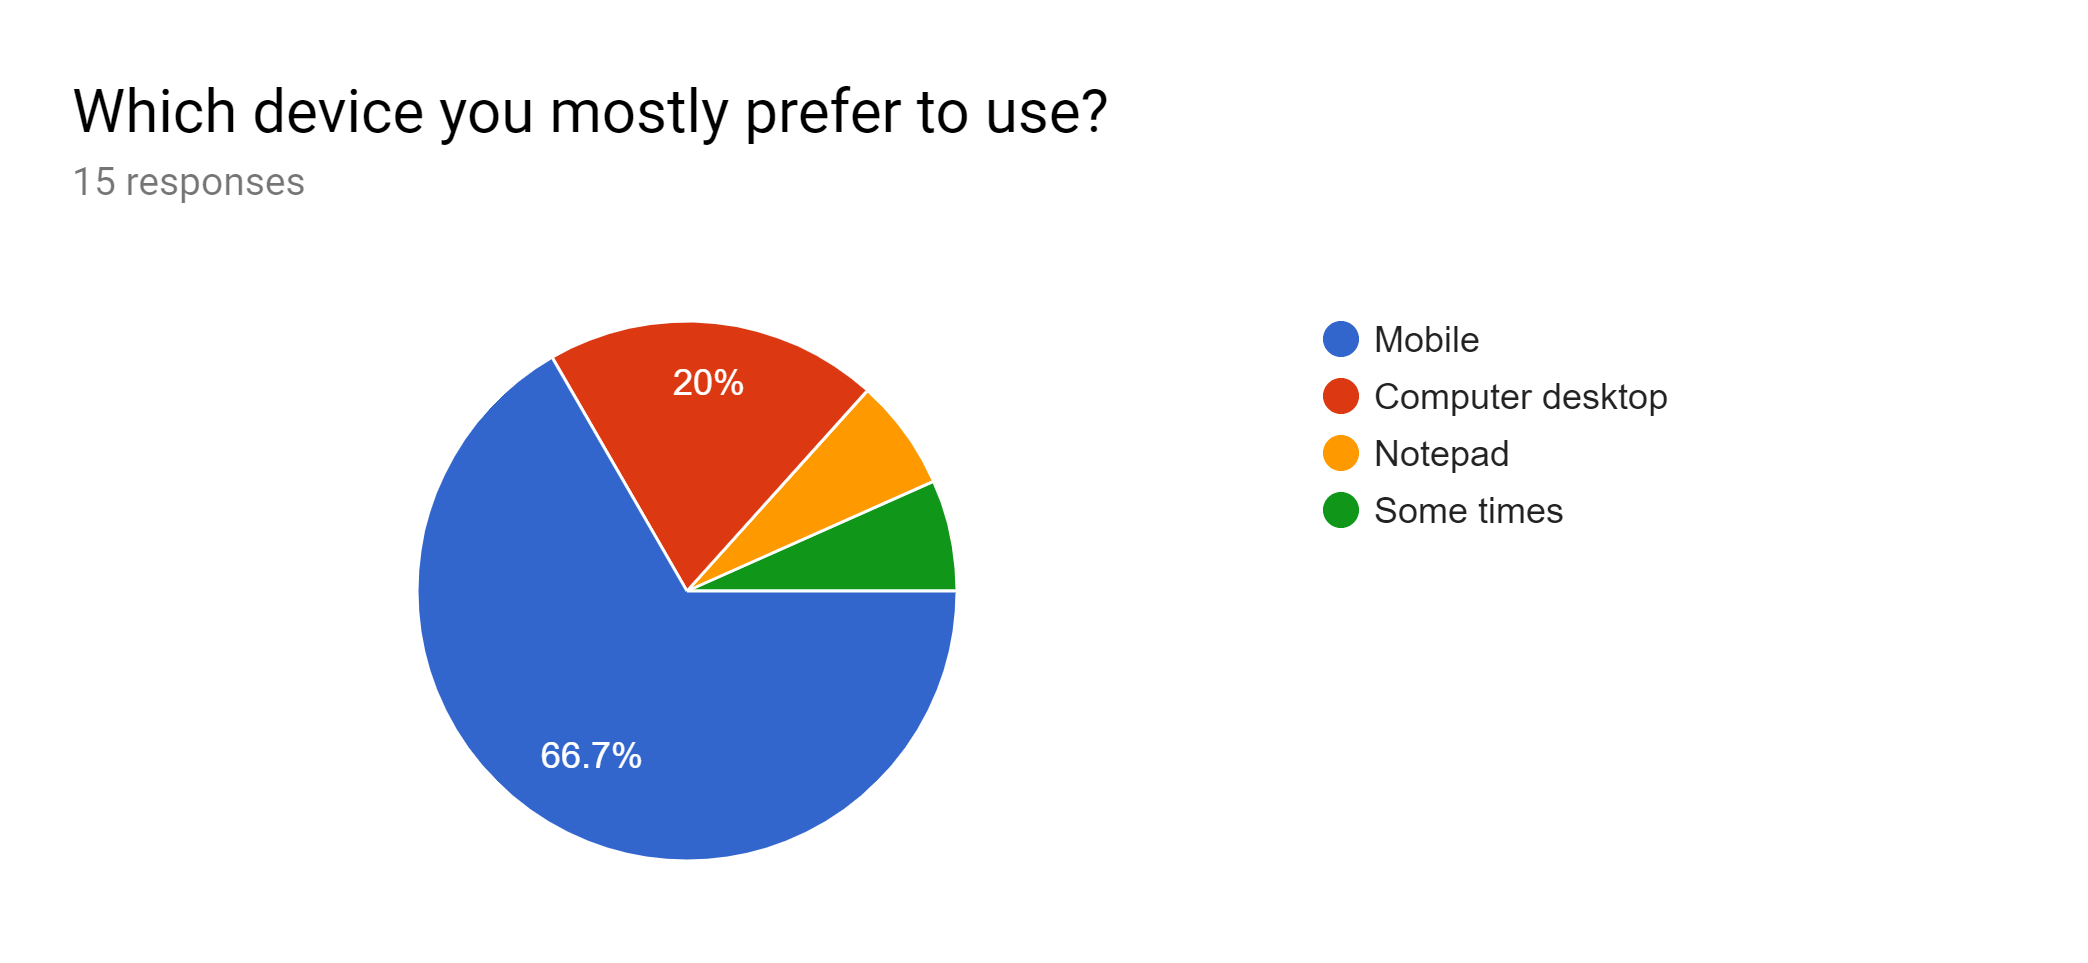 Which device you mostly prefer to use?
15 responses
20%
66.7%
Mobile
Computer desktop
Notepad
Some times